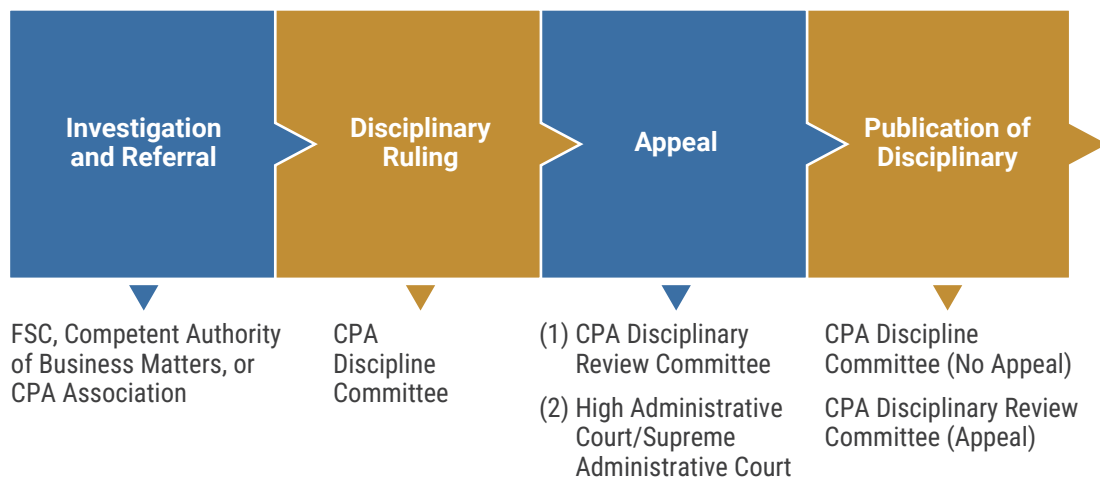 Investigation
and Referral
Disciplinary
Ruling
Appeal
Publication of
Disciplinary
FSC, Competent Authority
of Business Matters, or
CPA Association
CPA
Discipline
Committee
(1) CPA Disciplinary
Review Committee
(2) High Administrative
Court/Supreme
Administrative Court
CPA Discipline
Committee (No Appeal)
CPA Disciplinary Review
Committee (Appeal)